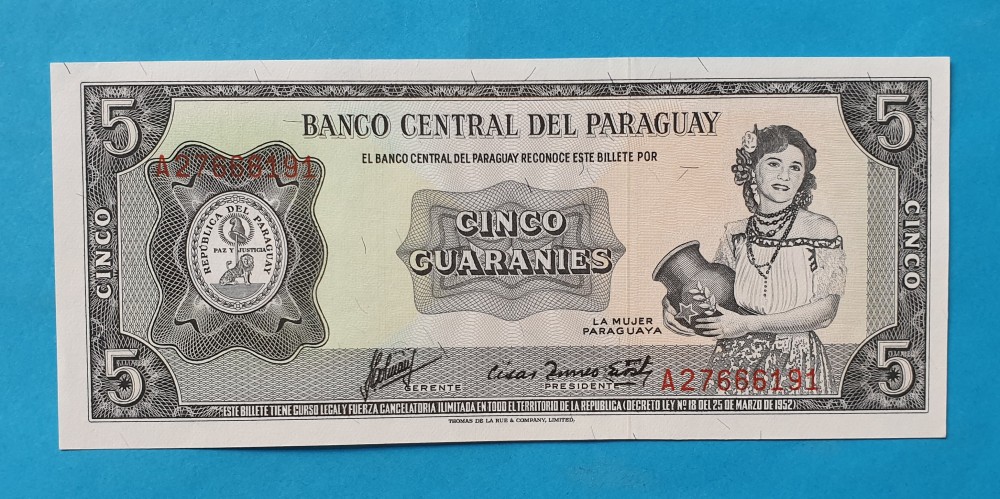 5 5
BANCO CENTRAL DEL PARAGUAY
EL BANCO CENTRAL DEL PARAGUAY RECONOCE ESTE BILLETE POR
A27666191
REPÚBLICA DEL PARAGUAY
PAZ Y JUSTICIA
CINCO
GUARANIES
CINCO
CINCO
LA MUJER
PARAGUAYA
GERENTE
PRESIDENTE
A27666191
5 5
ESTE BILLETE TIENE CURSO LEGAL Y FUERZA CANCELATORIA ILIMITADA EN TODO EL TERRITORIO DE LA REPUBLICA (DECRETO LEY Nº 18 DEL 25 DE MARZO DE 1952)
THOMAS DE LA RUE & COMPANY, LIMITED.